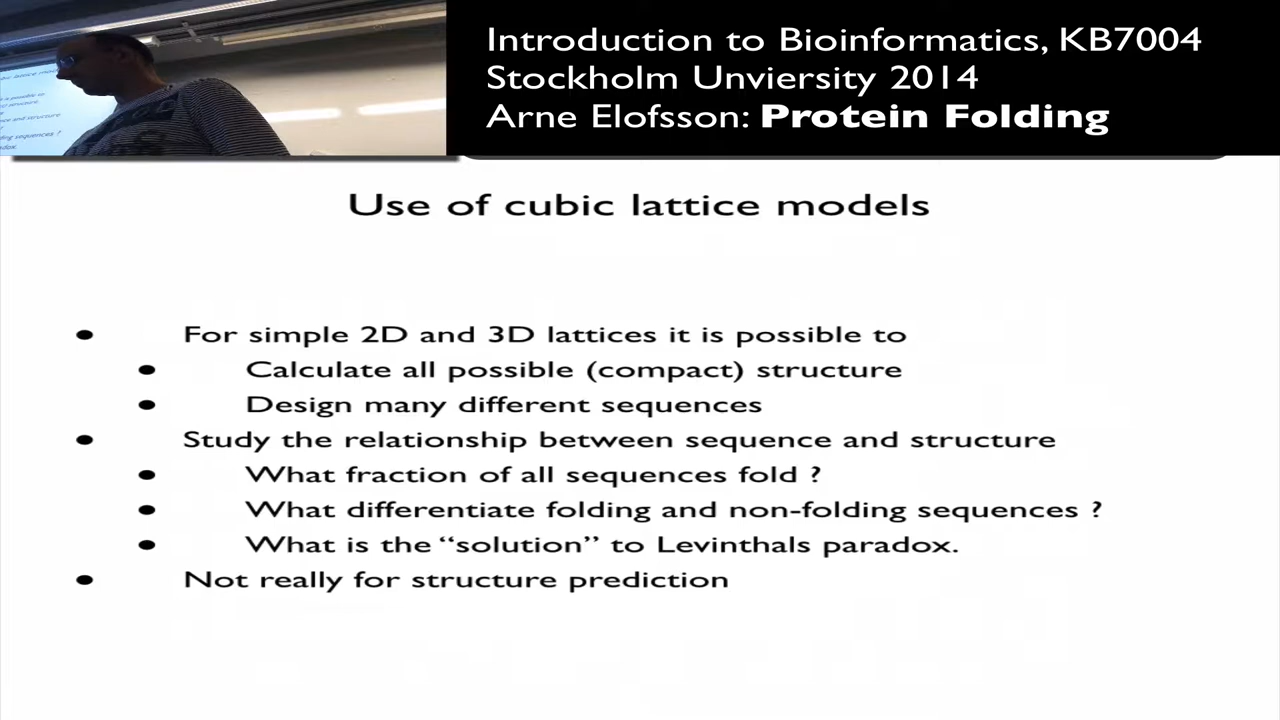 Introduction to Bioinformatics, KB7004
Stockholm Unviersity 2014
Arne Elofsson: Protein Folding
Use of cubic lattice models
For simple 2D and 3D lattices it is possible to
Calculate all possible (compact) structure
Design many different sequences
Study the relationship between sequence and structure
What fraction of all sequences fold ?
What differentiate folding and non-folding sequences ?
What is the “solution” to Levinthals paradox.
Not really for structure prediction